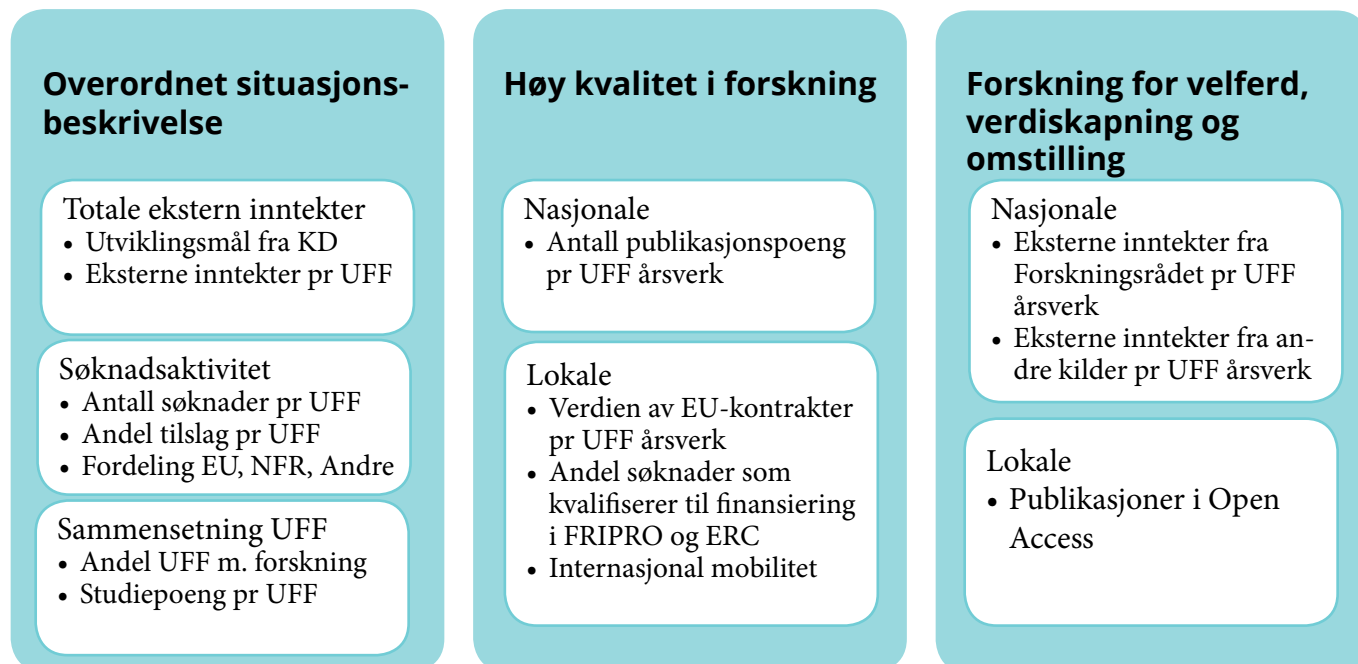 Overordnet situasjons-
beskrivelse
Totale ekstern inntekter
• Utviklingsmål fra KD
• Eksterne inntekter pr UFF
Søknadsaktivitet
• Antall søknader pr UFF
• Andel tilslag pr UFF
• Fordeling EU, NFR, Andre
Sammensetning UFF
• Andel UFF m. forskning
• Studiepoeng pr UFF
Høy kvalitet i forskning
Nasjonale
• Antall publikasjonspoeng
pr UFF årsverk
Lokale
• Verdien av EU-kontrakter
pr UFF årsverk
• Andel søknader som
kvalifiserer til finansiering
i FRIPRO og ERC
• Internasjonal mobilitet
Forskning for velferd,
verdiskapning og
omstilling
Nasjonale
• Eksterne inntekter fra
Forskningsrådet pr UFF
årsverk
• Eksterne inntekter fra an-
dre kilder pr UFF årsverk
Lokale
• Publikasjoner i Open
Access